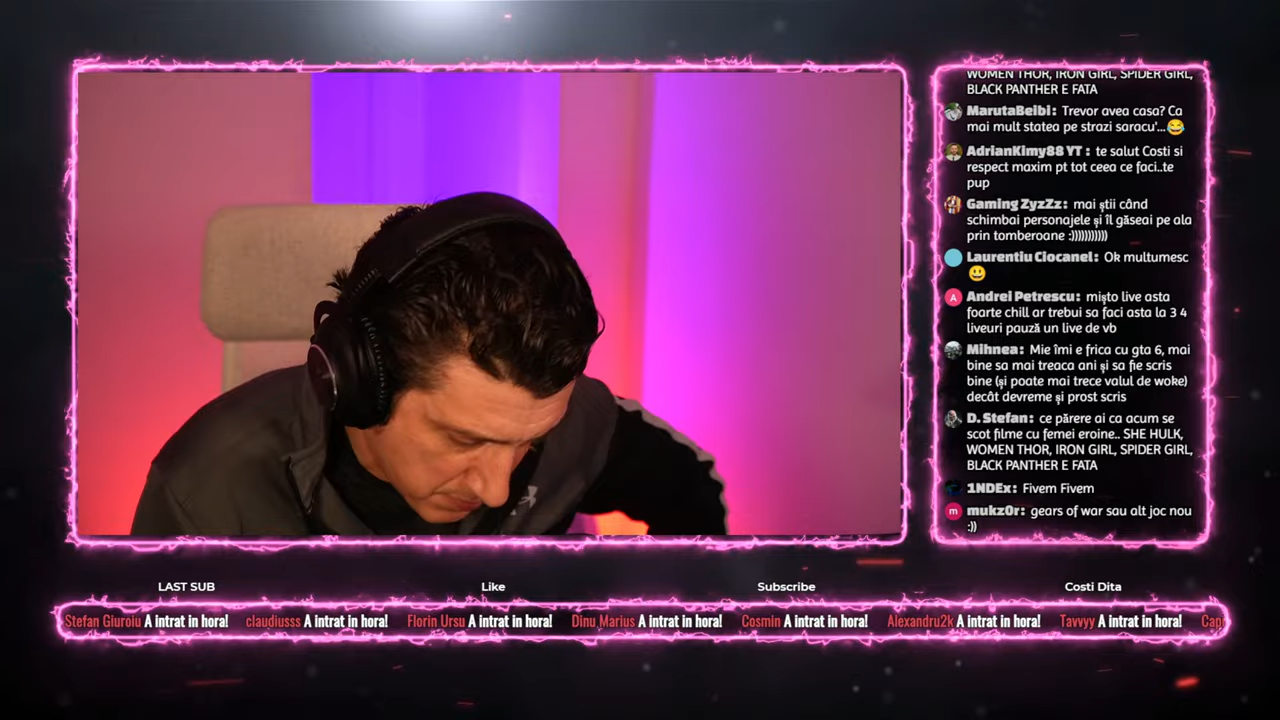 WOMEN THOR, IRON GIRL, SPIDER GIRL,
BLACK PANTHER E FATA
MarutaBeibi: Trevor avea casa? Ca
mai mult statea pe strazi saracu'...😂
AdrianKimy88 YT : te salut Costi si
respect maxim pt tot ceea ce faci..te
pup
Gaming ZyzZz: mai știi când
schimbai personajele și îl găseai pe ala
prin tomberoane :)))))))))))
Laurentiu Ciocanel: Ok multumesc
😃
A Andrei Petrescu: mișto live asta
foarte chill ar trebui sa faci asta la 3 4
liveuri pauză un live de vb
Mihnea: Mie îmi e frica cu gta 6, mai
bine sa mai treaca ani și sa fie scris
bine (și poate mai trece valul de woke)
decât devreme și prost scris
D. Stefan: ce părere ai ca acum se
scot filme cu femei eroine.. SHE HULK,
WOMEN THOR, IRON GIRL, SPIDER GIRL,
BLACK PANTHER E FATA
1NDEx: Fivem Fivem
m mukz0r: gears of war sau alt joc nou
:))
LAST SUB Like Subscribe Costi Dita
Stefan Giuroiu A intrat in hora! claudiusss A intrat in hora! Florin Ursu A intrat in hora! Dinu Marius A intrat in hora! Cosmin A intrat in hora! Alexandru2k A intrat in hora! Tavvyy A intrat in hora!